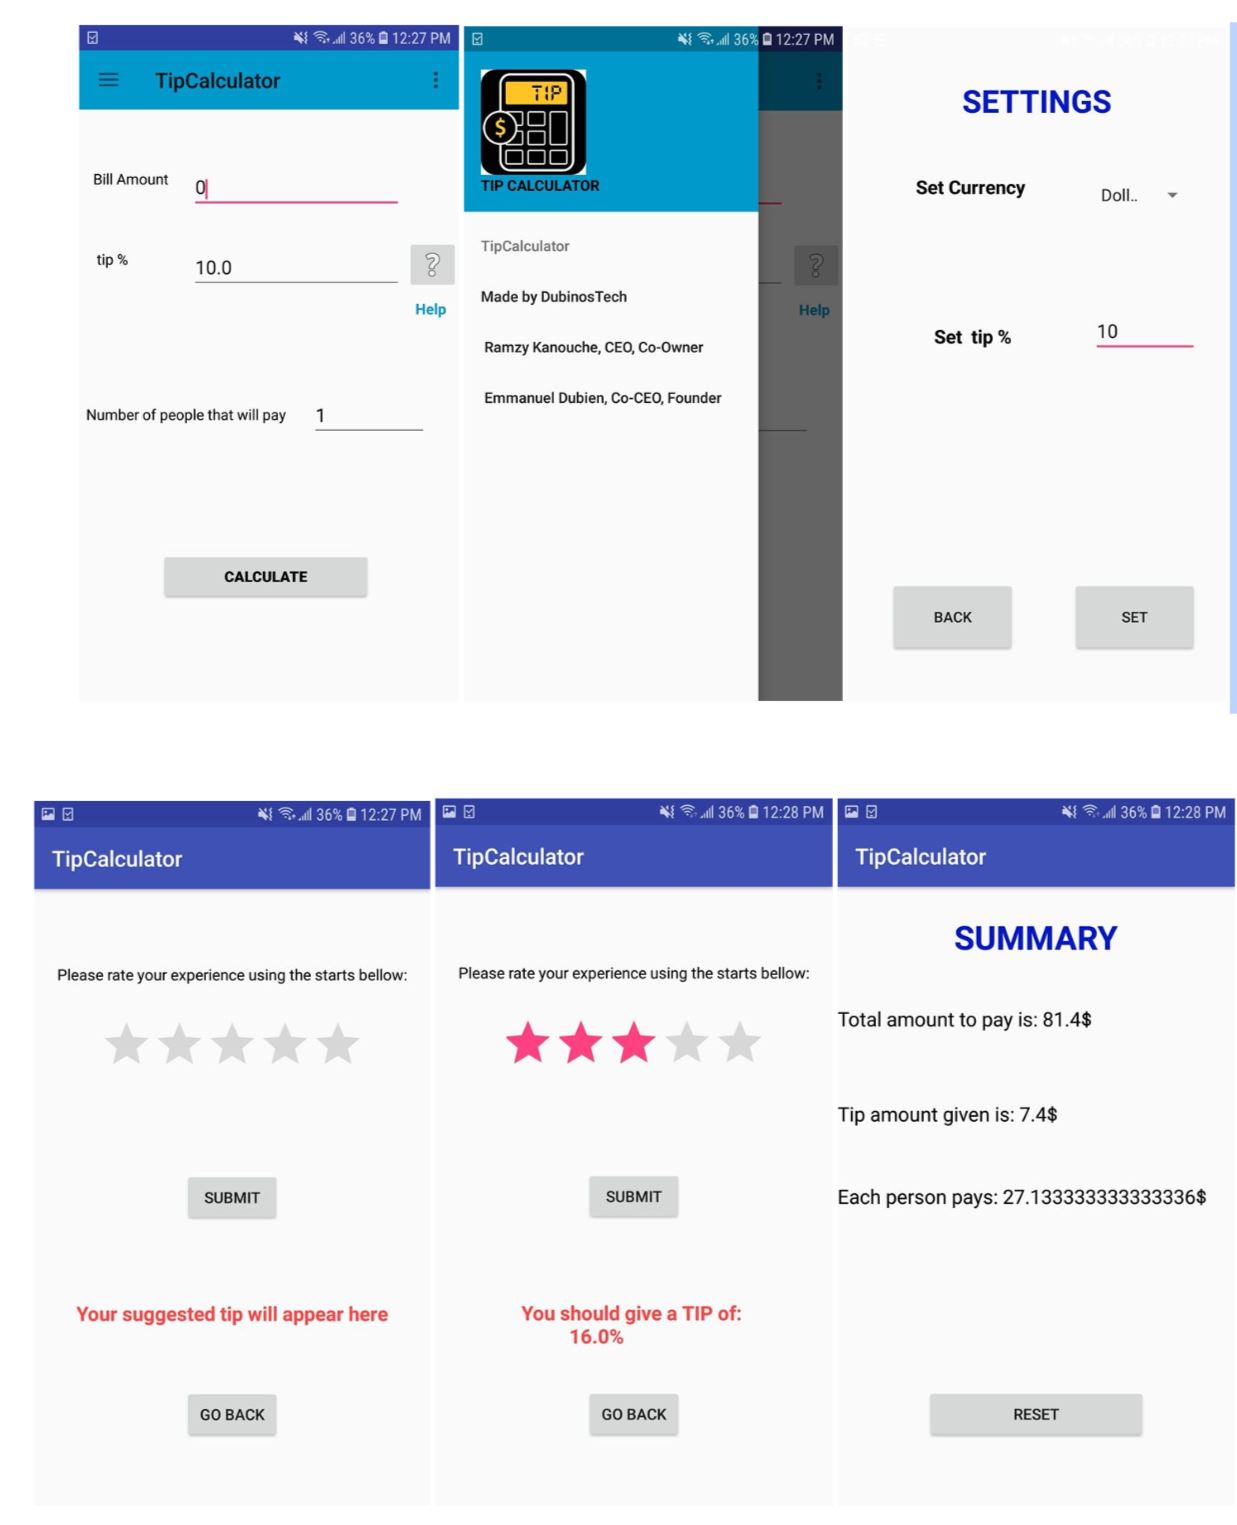 36% 12:27 PM
TipCalculator
Bill Amount
0
tip %
10.0
?
Help
Number of people that will pay
1
CALCULATE
36% 12:27 PM
TIP
$
TIP CALCULATOR
TipCalculator
Made by DubinosTech
Ramzy Kanouche, CEO, Co-Owner
Emmanuel Dubien, Co-CEO, Founder
?
Help
SETTINGS
Set Currency
Doll..
Set tip %
10
BACK
SET
36% 12:27 PM
TipCalculator
Please rate your experience using the starts bellow:
SUBMIT
Your suggested tip will appear here
GO BACK
36% 12:28 PM
TipCalculator
Please rate your experience using the starts bellow:
SUBMIT
You should give a TIP of:
16.0%
GO BACK
36% 12:28 PM
TipCalculator
SUMMARY
Total amount to pay is: 81.4$
Tip amount given is: 7.4$
Each person pays: 27.133333333333336$
RESET